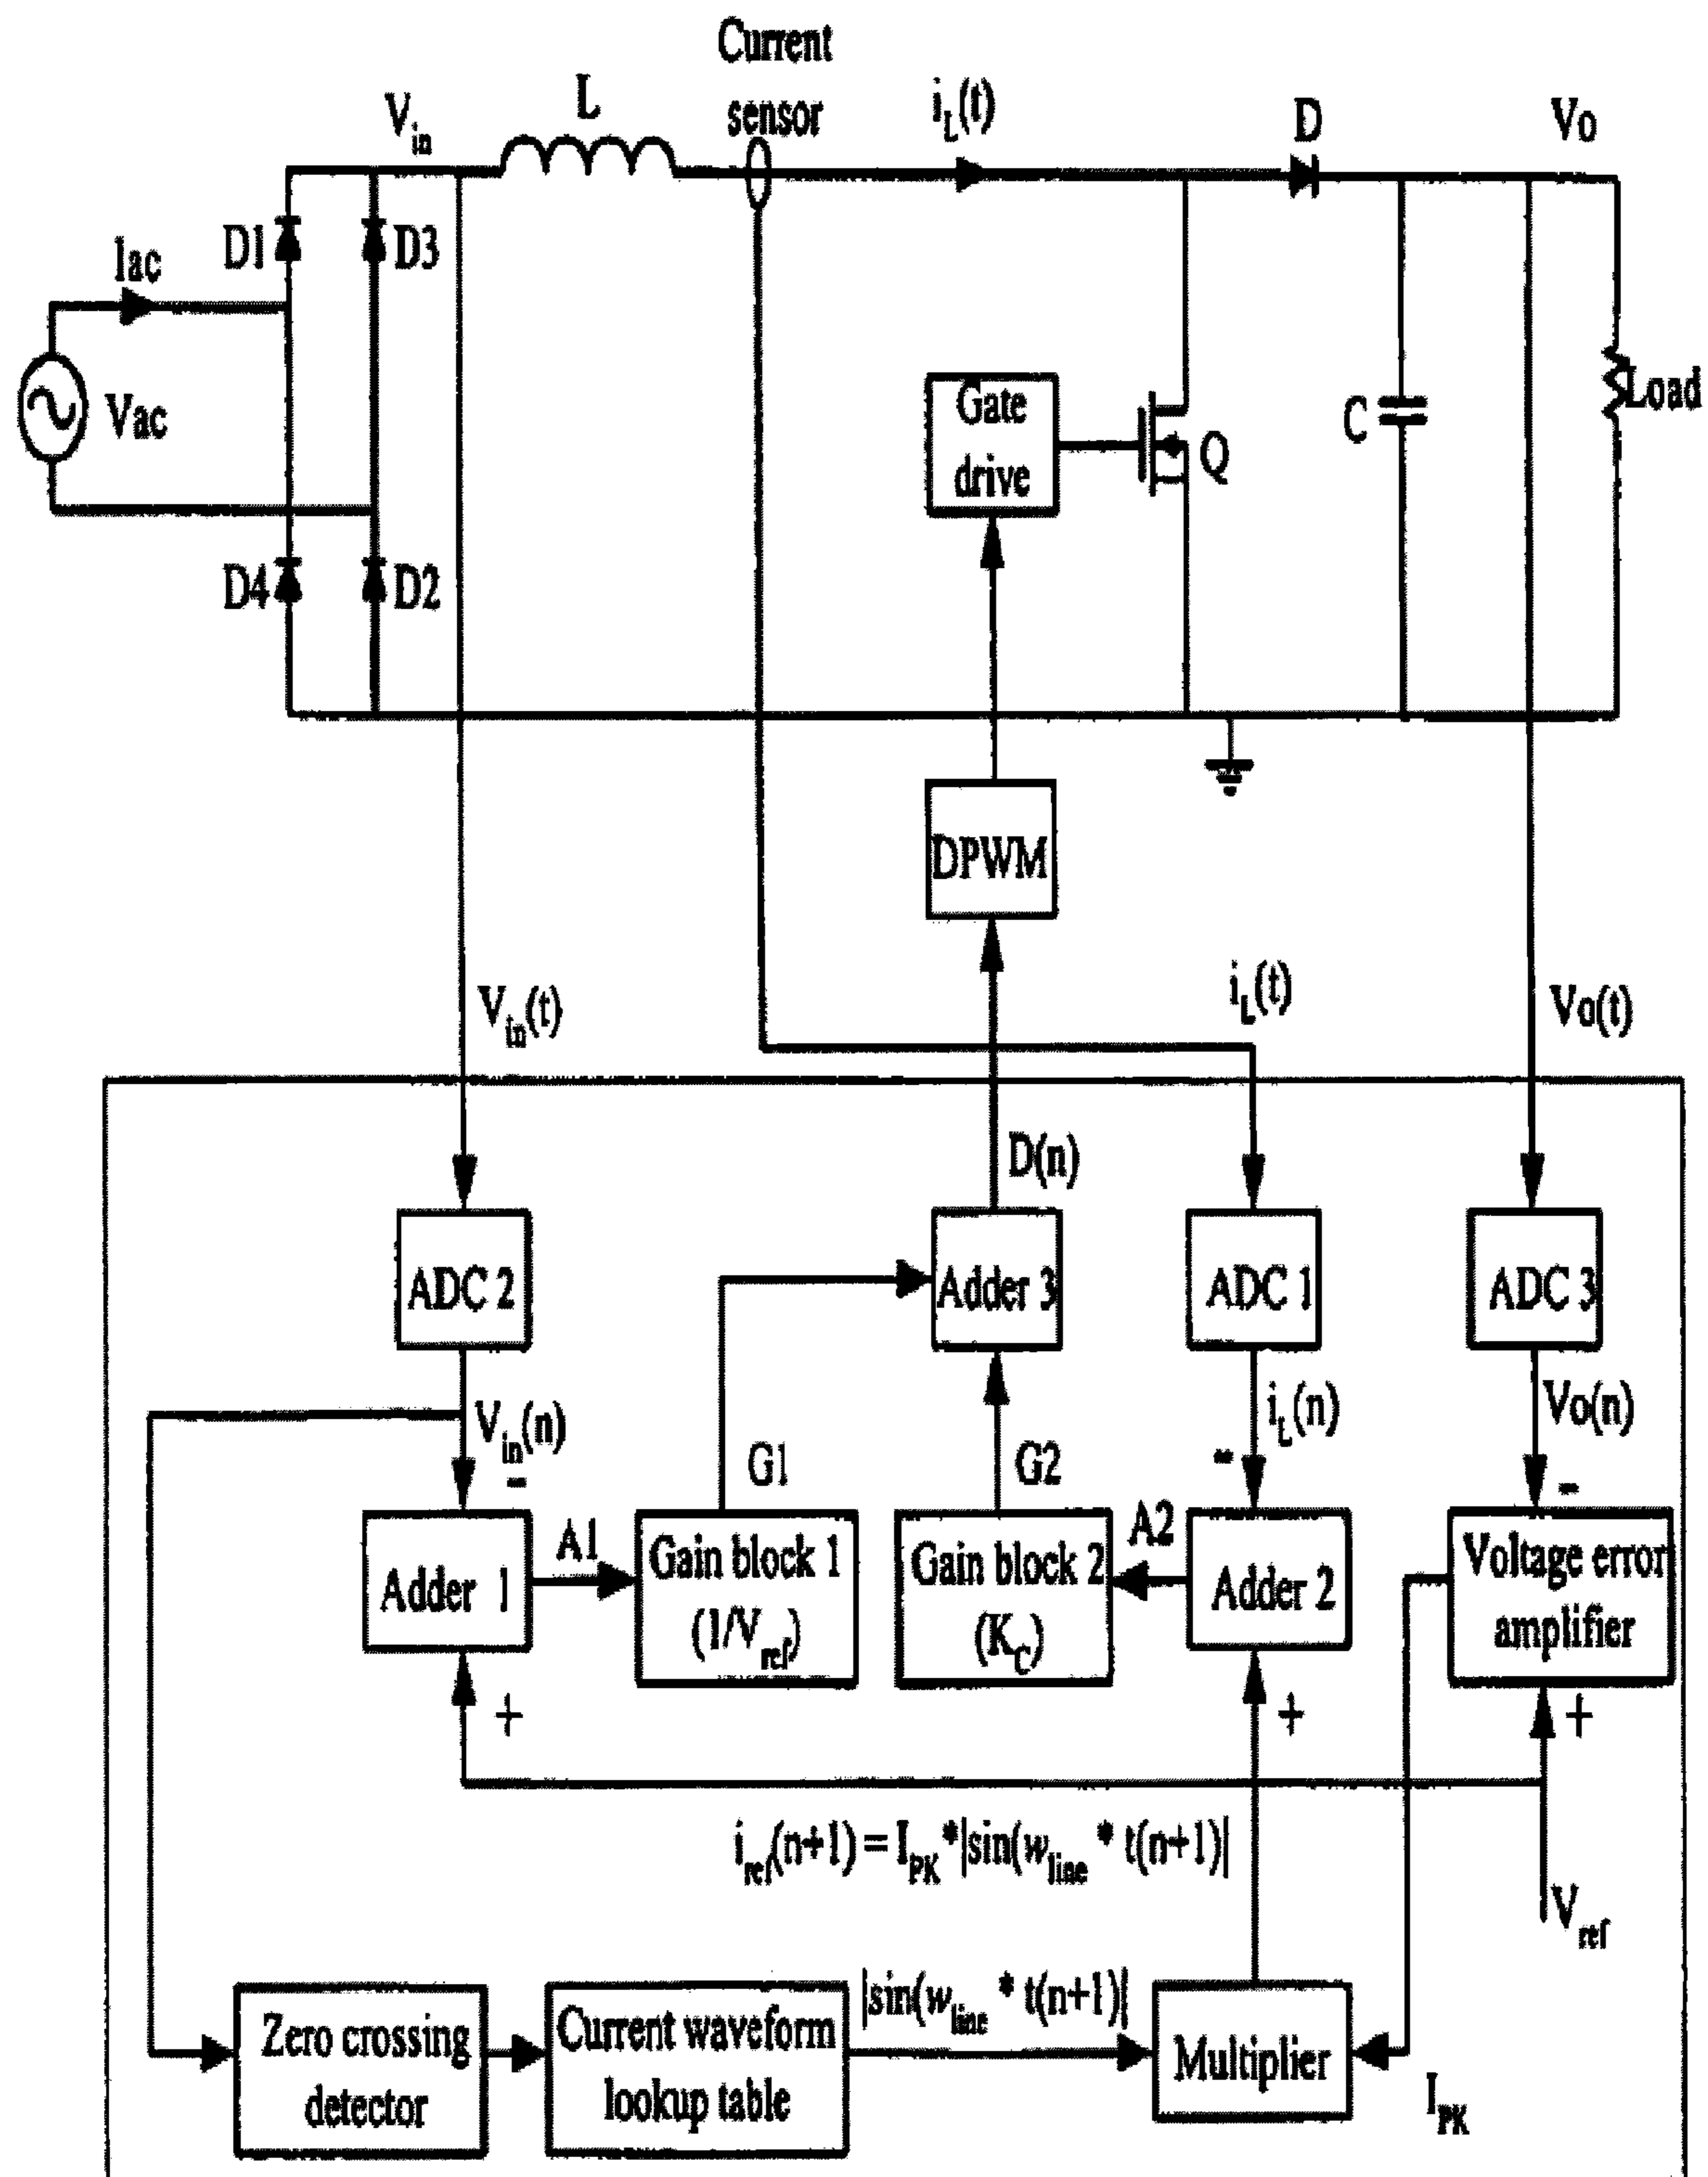 Current
sensor
V_in
L
i_L(t)
D
Vo
D1
D3
Iac
Vac
Gate
drive
Q
C
Load
D4
D2
DPWM
V_in(t)
i_L(t)
Vo(t)
D(n)
ADC 2
Adder 3
ADC 1
ADC 3
V_in(n)
i_L(n)
Vo(n)
G1
G2
-
-
-
A1
A2
Adder 1
Gain block 1
(1/V_ref)
Gain block 2
(K_C)
Adder 2
Voltage error
amplifier
+
+
+
i_ref(n+1) = I_PK*|sin(w_line * t(n+1)|
V_ref
|sin(w_line * t(n+1)|
Zero crossing
detector
Current waveform
lookup table
Multiplier
I_PK